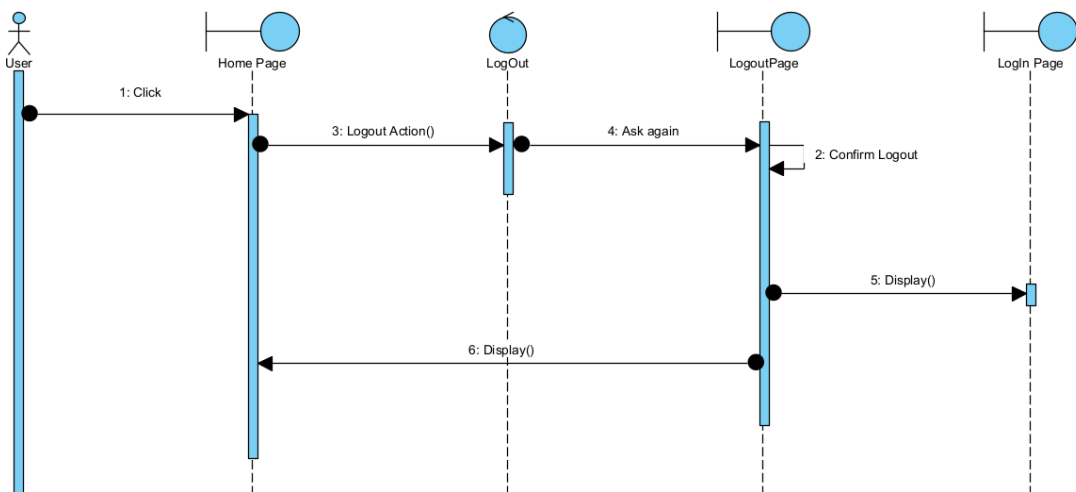 User
Home Page
LogOut
LogoutPage
LogIn Page
1: Click
3: Logout Action()
4: Ask again
2: Confirm Logout
5: Display()
6: Display()